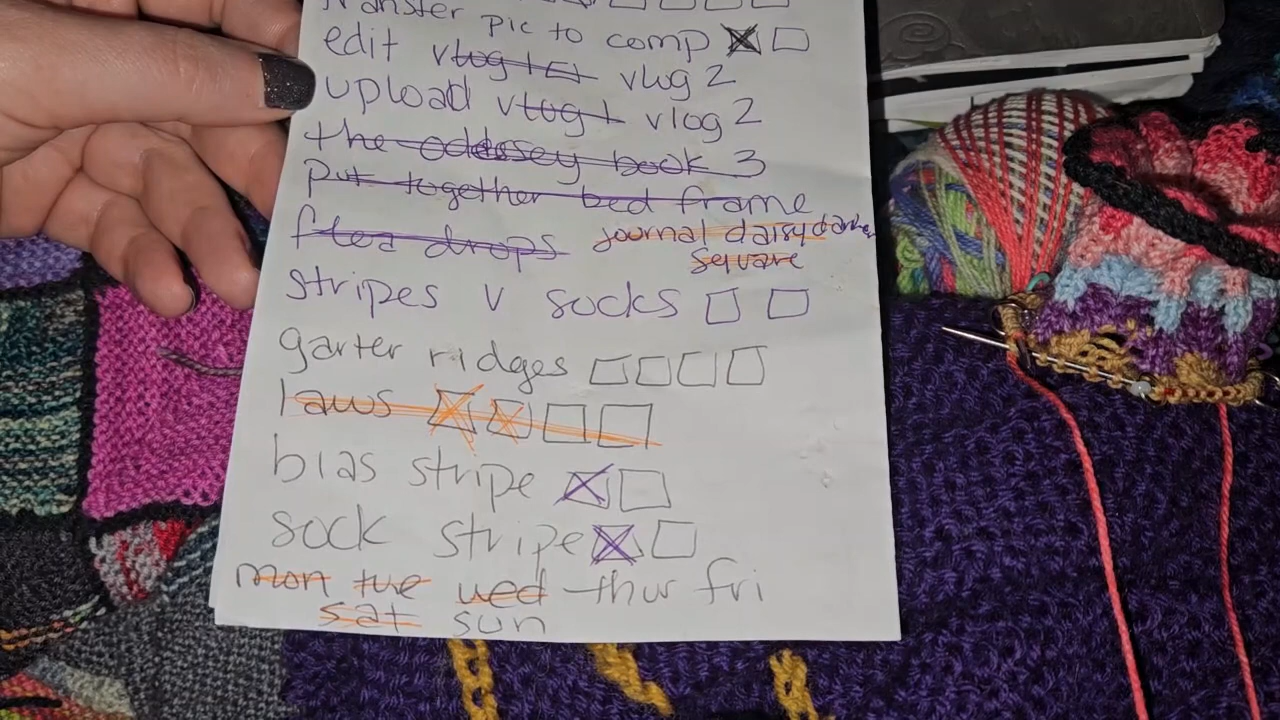 transfer pic to comp
edit vlog 1 vlog 2
upload vlog 1 vlog 2
the oddessey book 3
put together bed frame
flea drops journal daisy
square
stripes v socks
garter ridges
laws
bias stripe
sock stripe
mon tue wed thur fri
sat sun